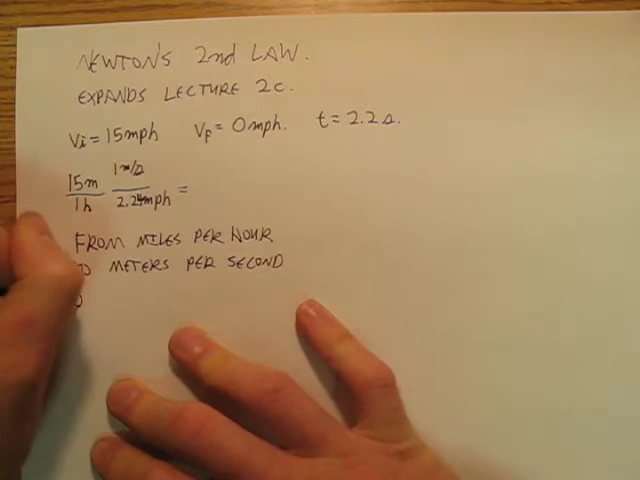 NEWTON'S 2nd LAW.
EXPANDS LECTURE 2C.
Vi = 15mph VF = 0mph. t = 2.2s.
15m/1h 1m/s/2.24mph =
FROM MILES PER HOUR
METERS PER SECOND